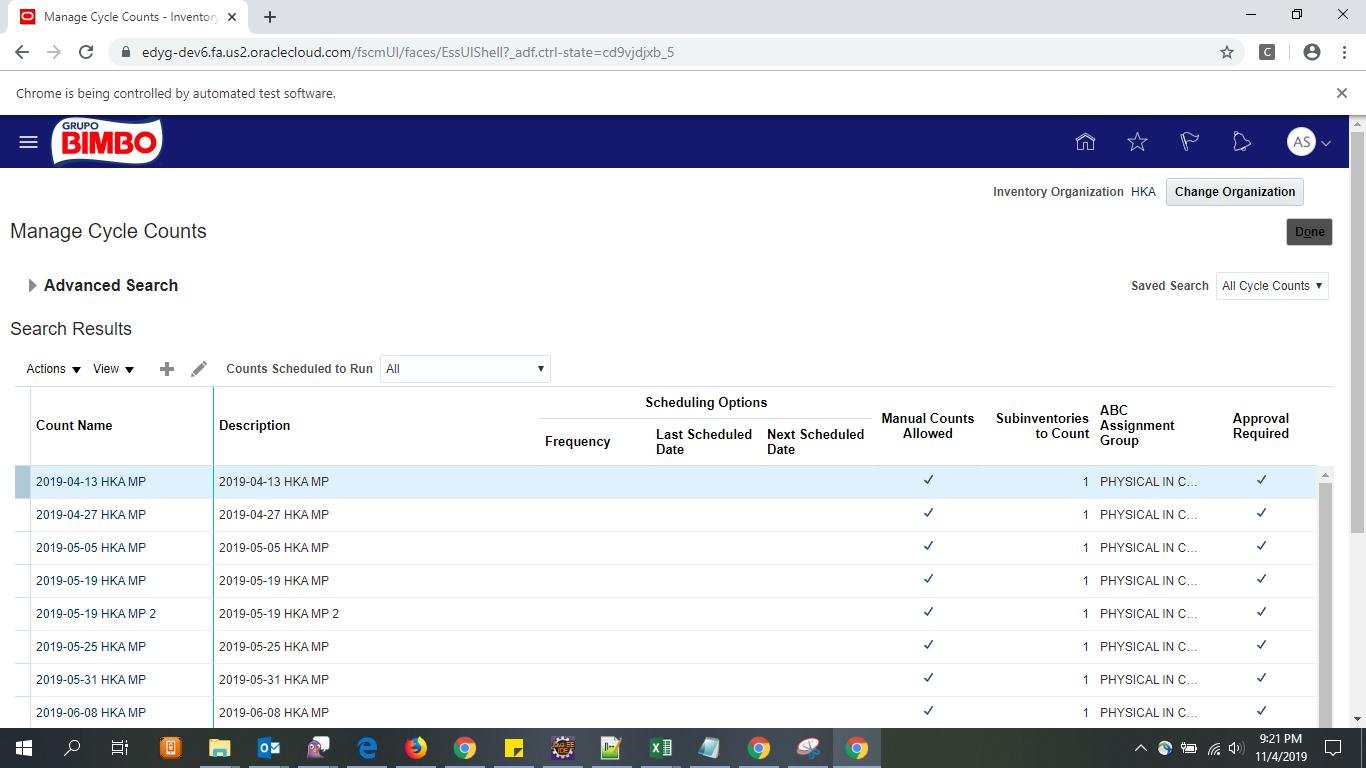 Manage Cycle Counts - Inventory
edyg-dev6.fa.us2.oraclecloud.com/fscmUI/faces/EssUIShell?_adf.ctrl-state=cd9vjdjxb_5
C
Chrome is being controlled by automated test software.
GRUPO
BIMBO
AS
Inventory Organization HKA Change Organization
Manage Cycle Counts
Done
Advanced Search
Saved Search All Cycle Counts
Search Results
Actions View Counts Scheduled to Run All
Count Name Description Scheduling Options
Frequency Last Scheduled Date Next Scheduled Date
Manual Counts Allowed Subinventories to Count ABC Assignment Group Approval Required
2019-04-13 HKA MP 2019-04-13 HKA MP 1 PHYSICAL IN C...
2019-04-27 HKA MP 2019-04-27 HKA MP 1 PHYSICAL IN C...
2019-05-05 HKA MP 2019-05-05 HKA MP 1 PHYSICAL IN C...
2019-05-19 HKA MP 2019-05-19 HKA MP 1 PHYSICAL IN C...
2019-05-19 HKA MP 2 2019-05-19 HKA MP 2 1 PHYSICAL IN C...
2019-05-25 HKA MP 2019-05-25 HKA MP 1 PHYSICAL IN C...
2019-05-31 HKA MP 2019-05-31 HKA MP 1 PHYSICAL IN C...
2019-06-08 HKA MP 2019-06-08 HKA MP 1 PHYSICAL IN C...
9:21 PM
11/4/2019